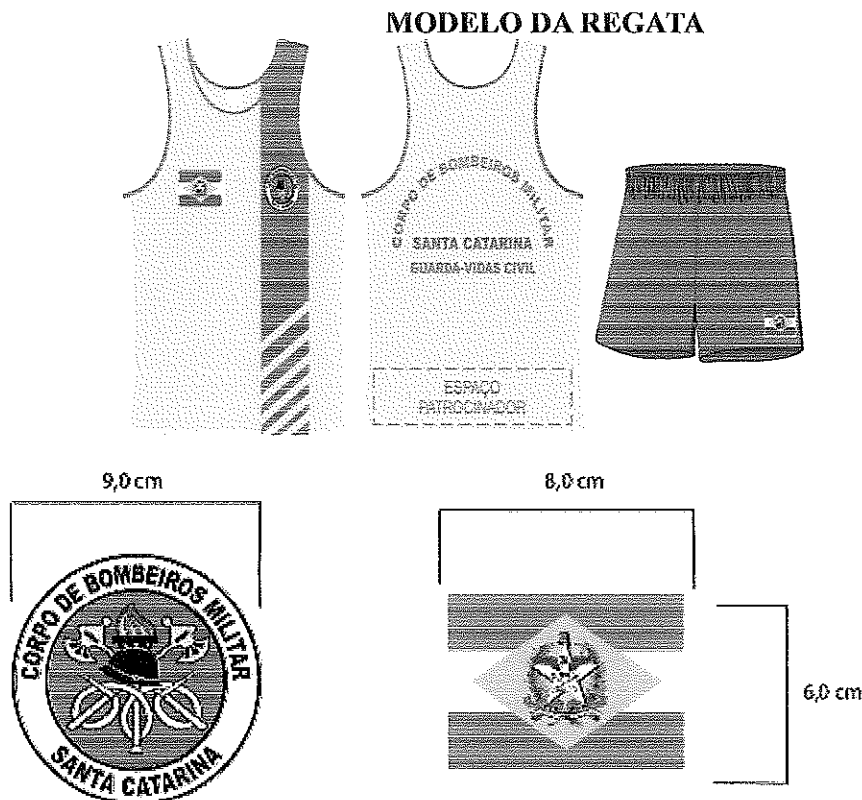 MODELO DA REGATA
CORPO DE BOMBEIROS MILITAR
SANTA CATARINA
GUARDA-VIDAS CIVIL
ESPAÇO
PATROCINADOR
9,0 cm
8,0 cm
CORPO DE BOMBEIROS MILITAR
SANTA CATARINA
6,0 cm